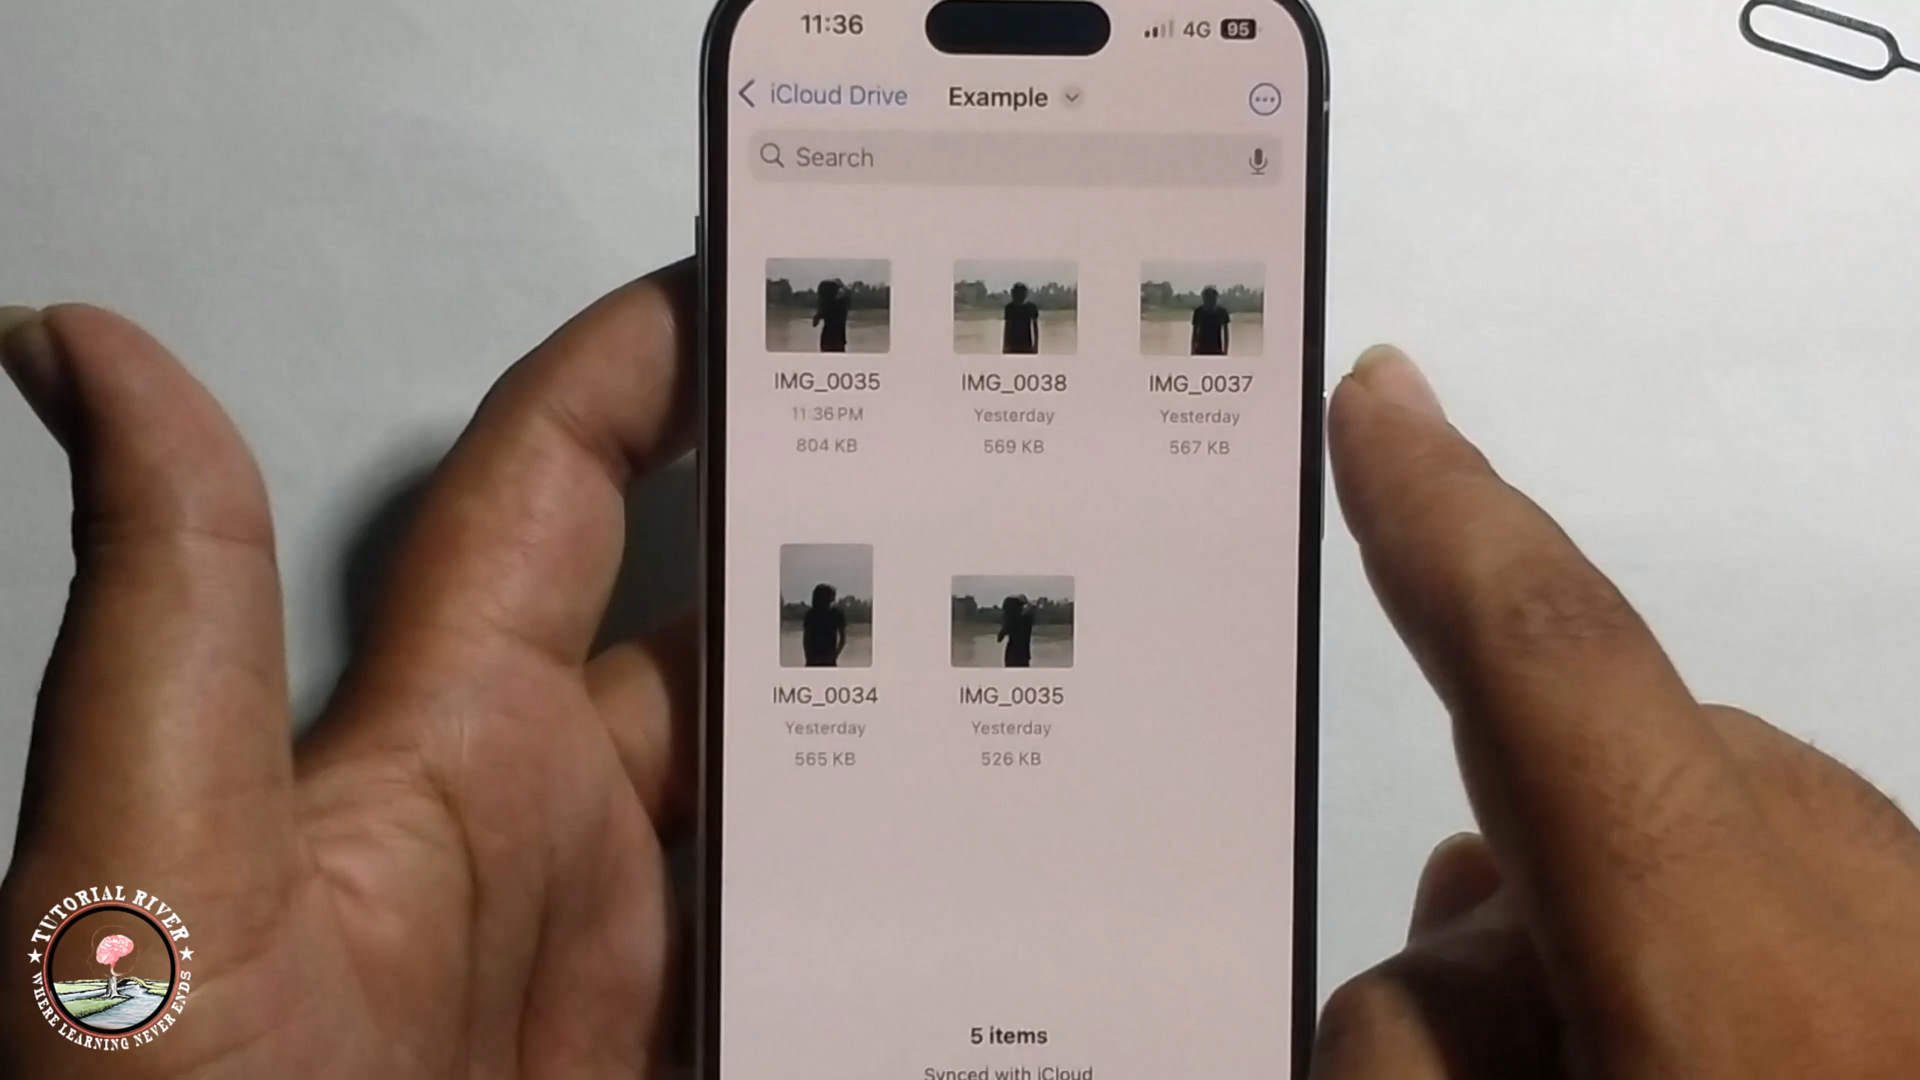 11:36 4G 95
iCloud Drive Example
Search
IMG_0035 IMG_0038 IMG_0037
11:36 PM Yesterday Yesterday
804 KB 569 KB 567 KB
IMG_0034 IMG_0035
Yesterday Yesterday
565 KB 526 KB
5 items
Synced with iCloud
TUTORIAL RIVER
WHERE LEARNING NEVER ENDS